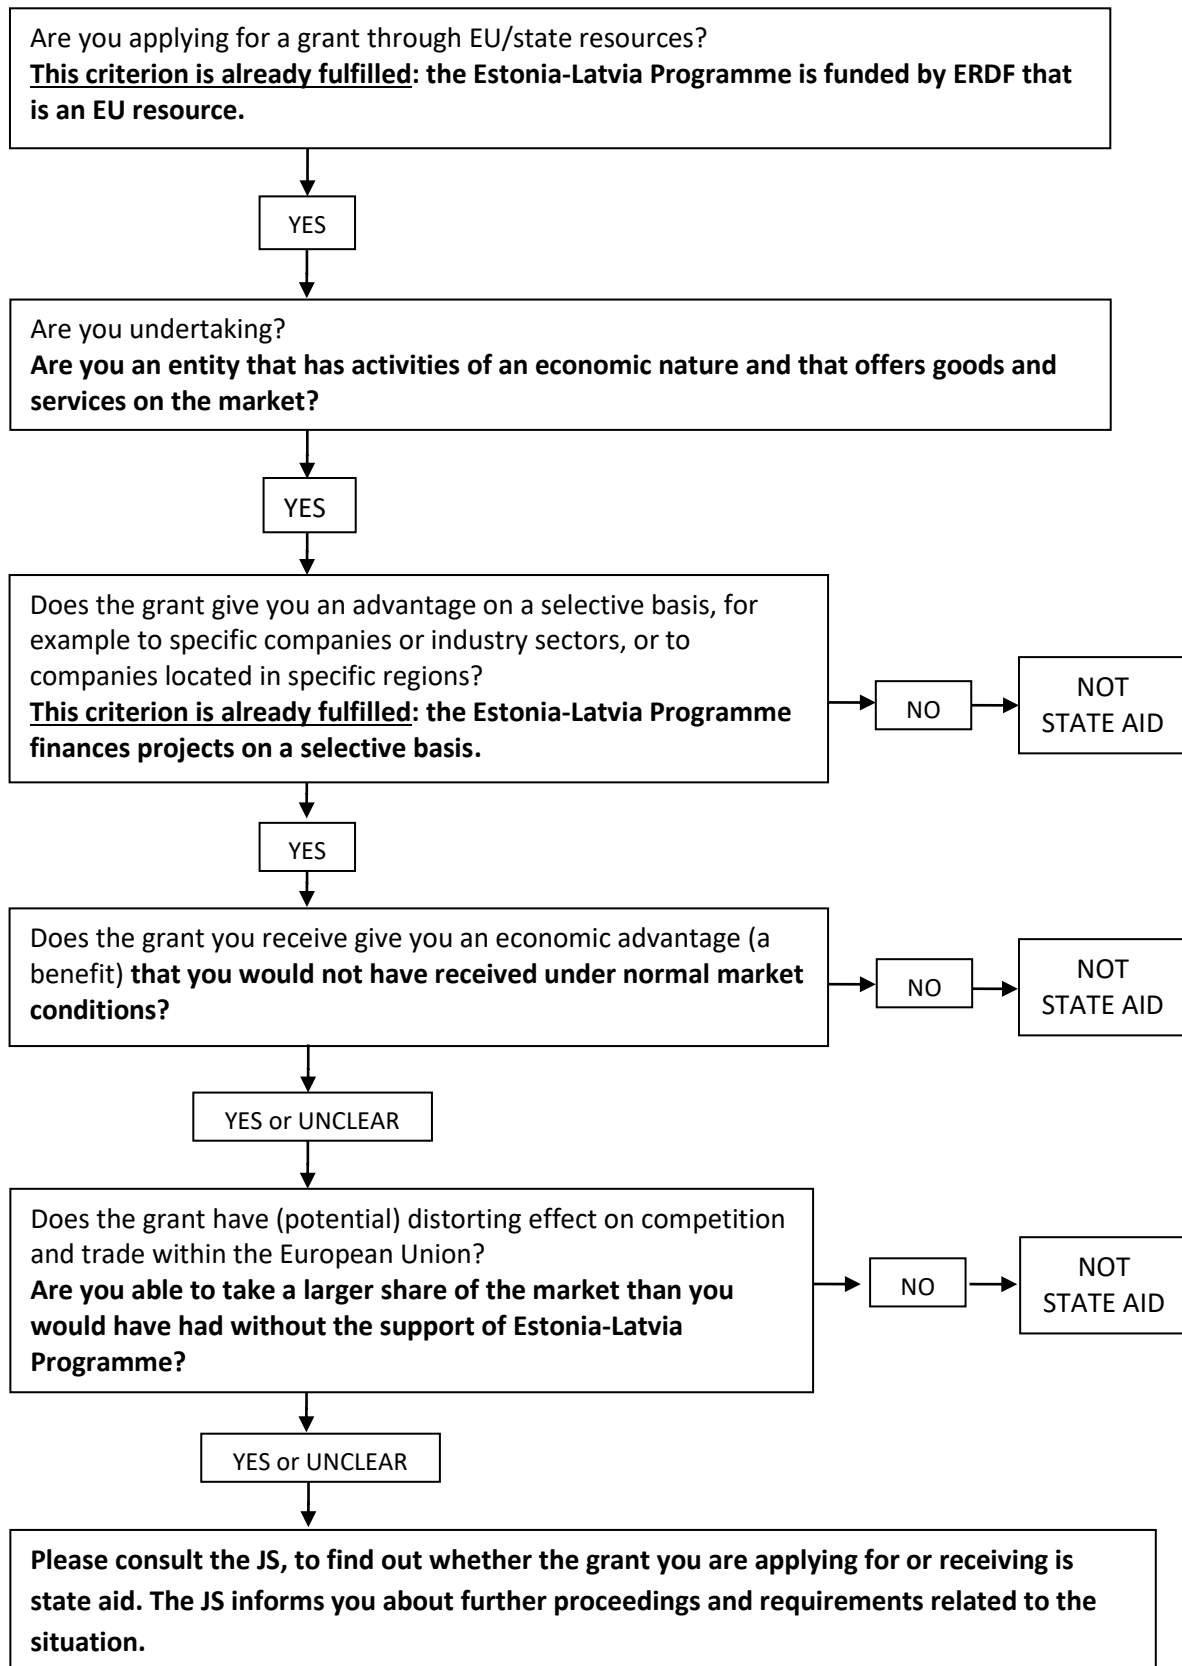 Are you applying for a grant through EU/state resources?
This criterion is already fulfilled: the Estonia-Latvia Programme is funded by ERDF that
is an EU resource.
YES
Are you undertaking?
Are you an entity that has activities of an economic nature and that offers goods and
services on the market?
YES
Does the grant give you an advantage on a selective basis, for
example to specific companies or industry sectors, or to
companies located in specific regions?
This criterion is already fulfilled: the Estonia-Latvia Programme
finances projects on a selective basis.
NO
NOT
STATE AID
YES
Does the grant you receive give you an economic advantage (a
benefit) that you would not have received under normal market
conditions?
NO
NOT
STATE AID
YES or UNCLEAR
Does the grant have (potential) distorting effect on competition
and trade within the European Union?
Are you able to take a larger share of the market than you
would have had without the support of Estonia-Latvia
Programme?
NO
NOT
STATE AID
YES or UNCLEAR
Please consult the JS, to find out whether the grant you are applying for or receiving is
state aid. The JS informs you about further proceedings and requirements related to the
situation.